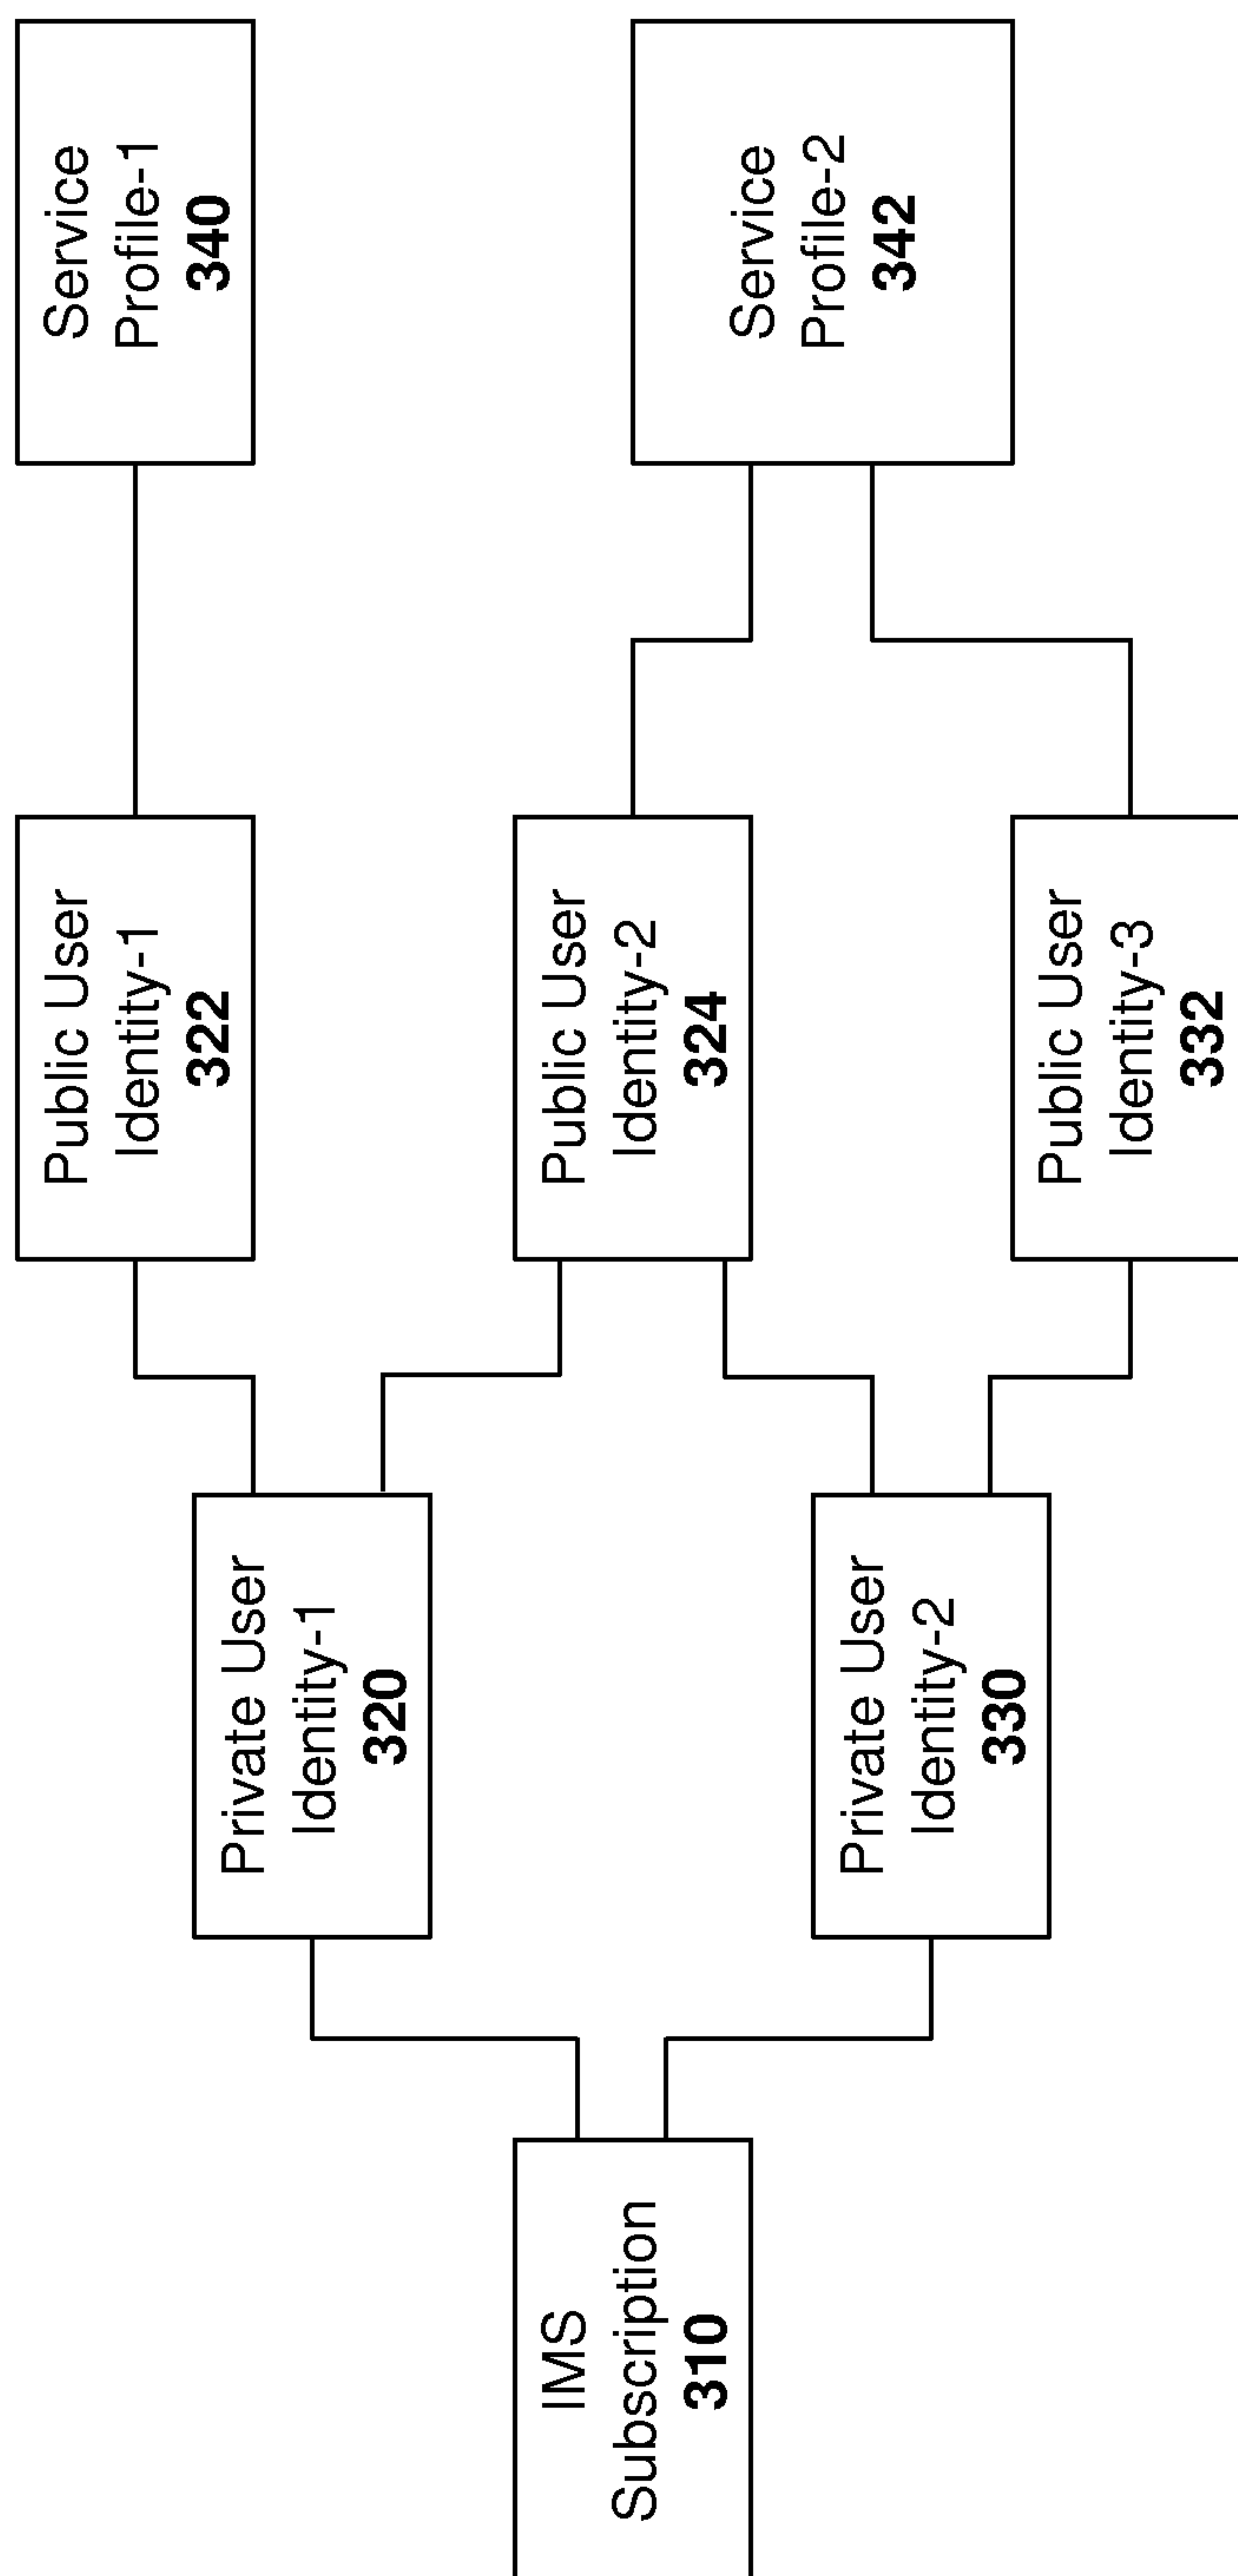 IMS
Subscription
310
Private User
Identity-1
320
Private User
Identity-2
330
Public User
Identity-1
322
Public User
Identity-2
324
Public User
Identity-3
332
Service
Profile-1
340
Service
Profile-2
342